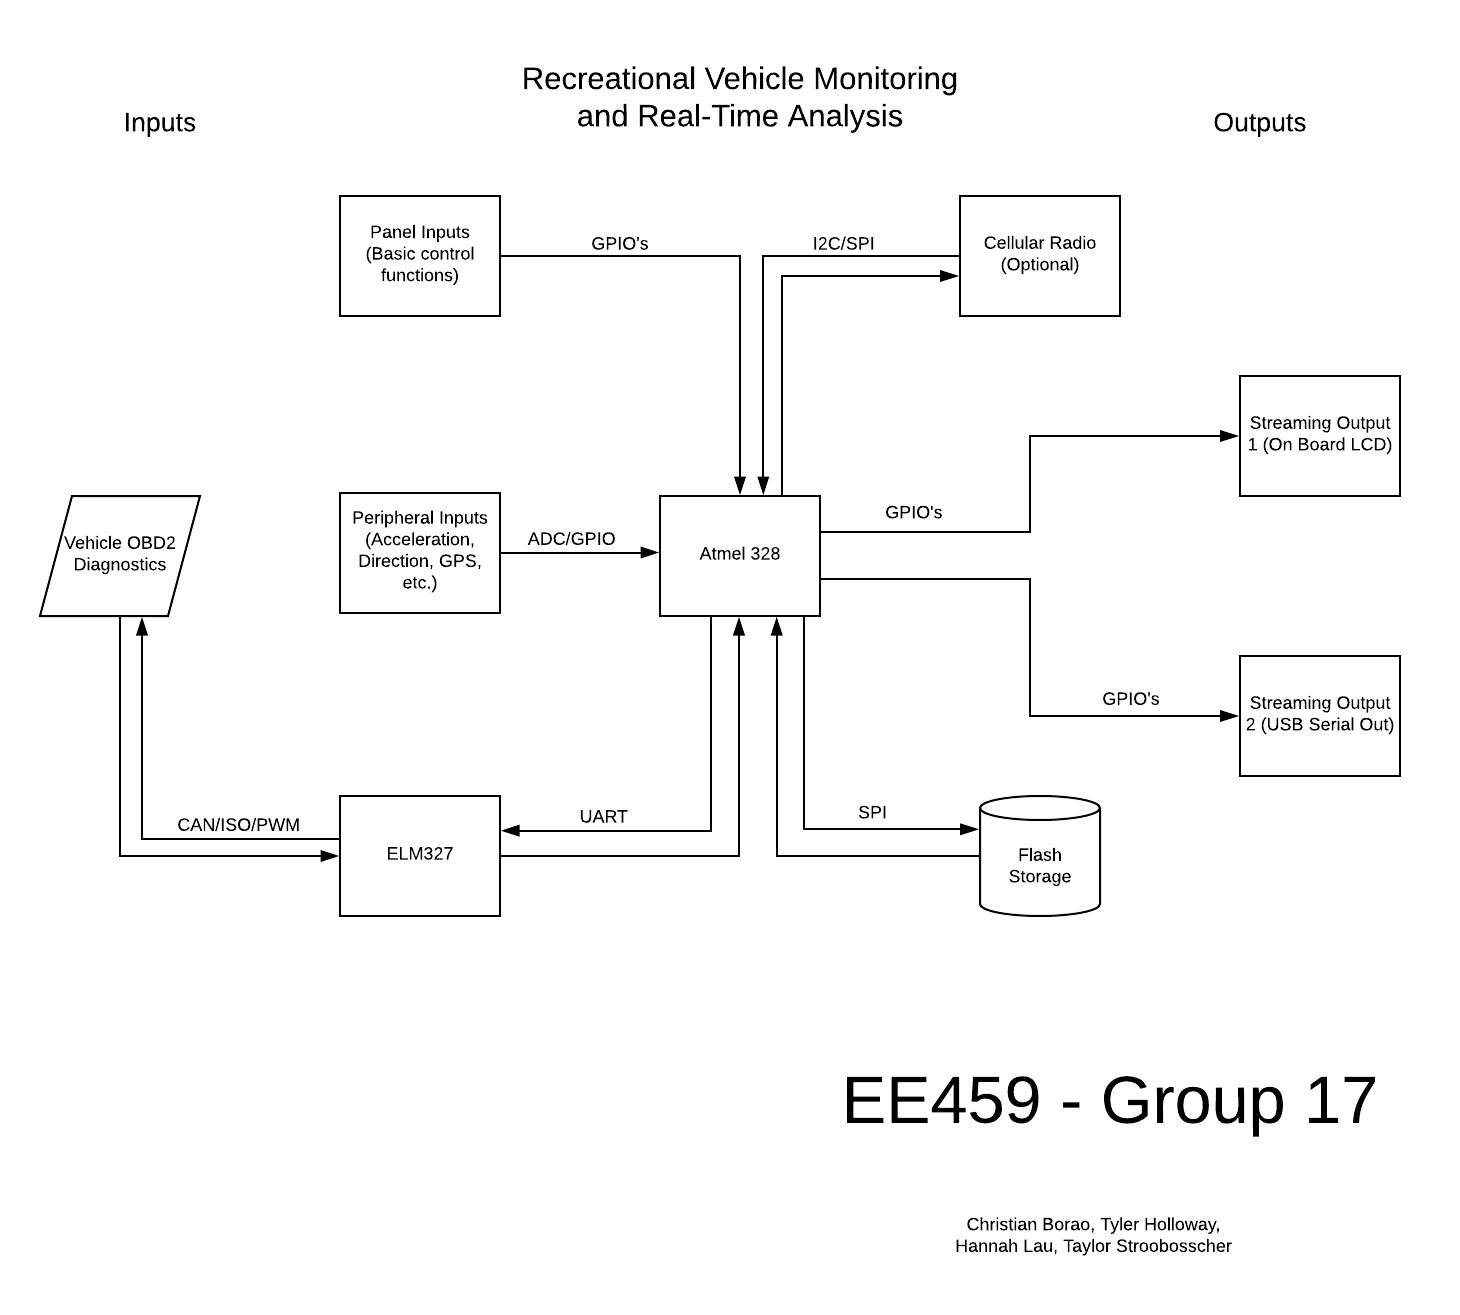 Recreational Vehicle Monitoring
and Real-Time Analysis
Inputs
Outputs
Panel Inputs
(Basic control
functions)
GPIO's
I2C/SPI
Cellular Radio
(Optional)
Streaming Output
1 (On Board LCD)
Vehicle OBD2
Diagnostics
Peripheral Inputs
(Acceleration,
Direction, GPS,
etc.)
ADC/GPIO
Atmel 328
GPIO's
GPIO's
Streaming Output
2 (USB Serial Out)
CAN/ISO/PWM
ELM327
UART
SPI
Flash
Storage
EE459 - Group 17
Christian Borao, Tyler Holloway,
Hannah Lau, Taylor Stroobosscher